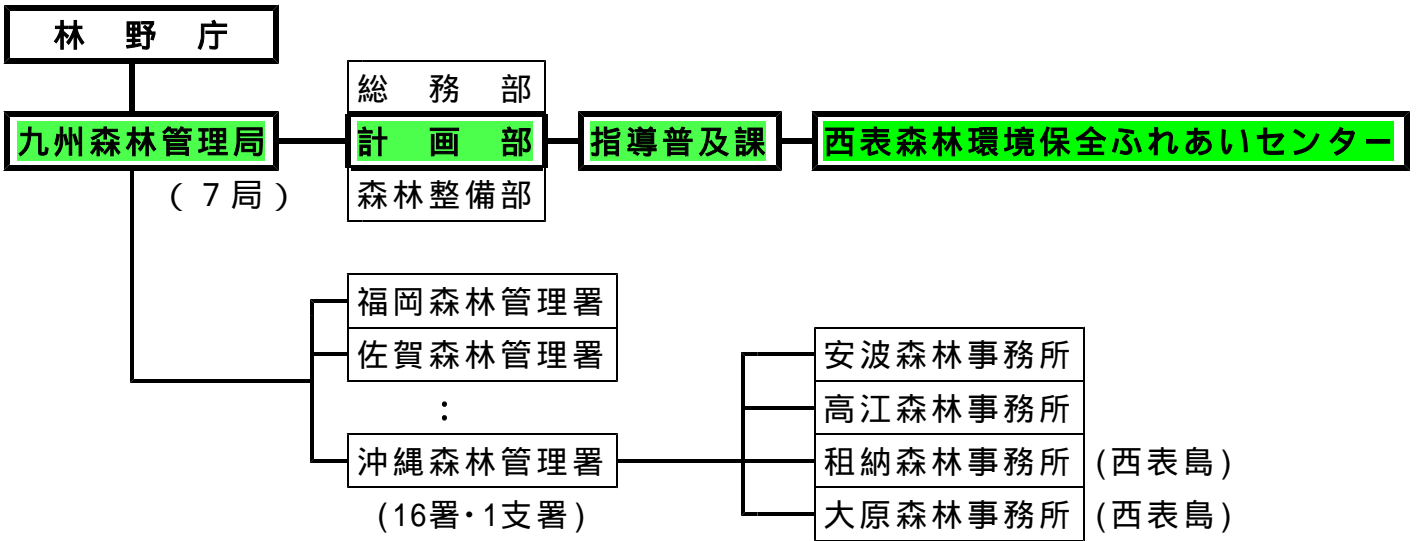 林 野 庁
総 務 部
九州森林管理局 計 画 部 指導普及課 西表森林環境保全ふれあいセンター
(7局) 森林整備部
福岡森林管理署
佐賀森林管理署
安波森林事務所
:
高江森林事務所
沖縄森林管理署
租納森林事務所 (西表島)
(16署・1支署)
大原森林事務所 (西表島)